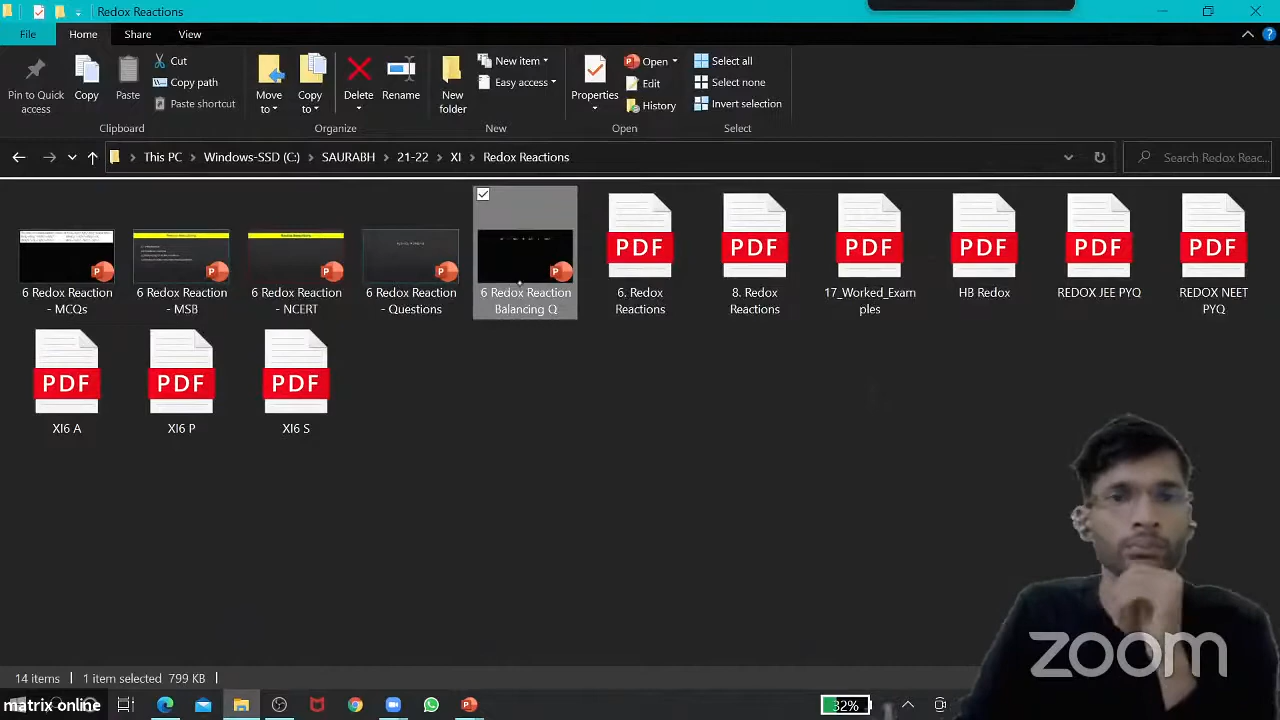 Redox Reactions
File
Home
Share
View
Pin to Quick
access
Copy
Paste
Cut
Copy path
Paste shortcut
Clipboard
Move
to
Copy
to
Delete
Rename
Organize
New
folder
New item
Easy access
New
Properties
Open
Edit
History
Open
Select all
Select none
Invert selection
Select
This PC > Windows-SSD (C:) > SAURABH > 21-22 > XI > Redox Reactions
Search Redox Reac...
PDF
PDF
PDF
PDF
PDF
PDF
6 Redox Reaction
- MCQs
6 Redox Reaction
- MSB
6 Redox Reaction
- NCERT
6 Redox Reaction
- Questions
6 Redox Reaction
Balancing Q
6. Redox
Reactions
8. Redox
Reactions
17_Worked_Exam
ples
HB Redox
REDOX JEE PYQ
REDOX NEET
PYQ
PDF
PDF
PDF
XI6 A
XI6 P
XI6 S
zoom
14 items
1 item selected 799 KB
matrix online
32%